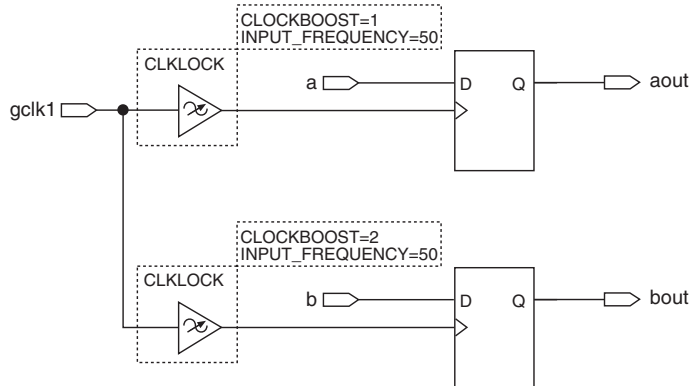 CLOCKBOOST=1
INPUT_FREQUENCY=50
CLKLOCK
a
D
Q
aout
gclk1
CLOCKBOOST=2
INPUT_FREQUENCY=50
CLKLOCK
b
D
Q
bout